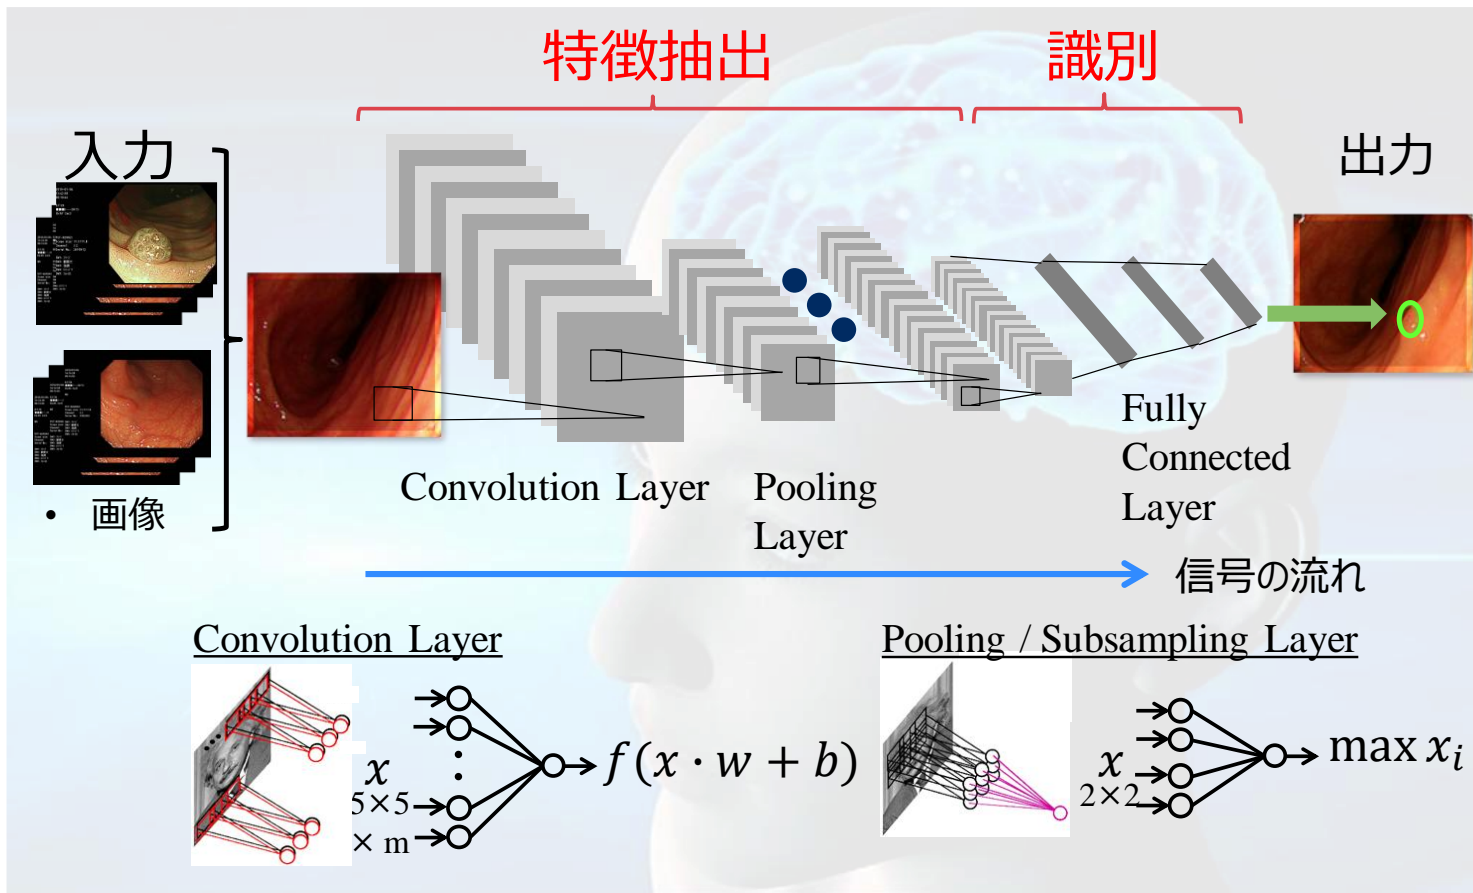 特徴抽出
識別
入力
出力
• 画像
Convolution Layer
Pooling
Layer
Fully
Connected
Layer
信号の流れ
Convolution Layer
x
5×5
× m
f(x · w + b)
Pooling / Subsampling Layer
x
2×2
max x_i